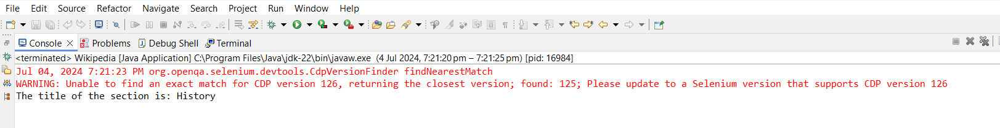 File Edit Source Refactor Navigate Search Project Run Window Help
Console Problems Debug Shell Terminal
<terminated> Wikipedia [Java Application] C:\Program Files\Java\jdk-22\bin\javaw.exe (4 Jul 2024, 7:21:20 pm – 7:21:25 pm) [pid: 16984]
Jul 04, 2024 7:21:23 PM org.openqa.selenium.devtools.CdpVersionFinder findNearestMatch
WARNING: Unable to find an exact match for CDP version 126, returning the closest version; found: 125; Please update to a Selenium version that supports CDP version 126
The title of the section is: History